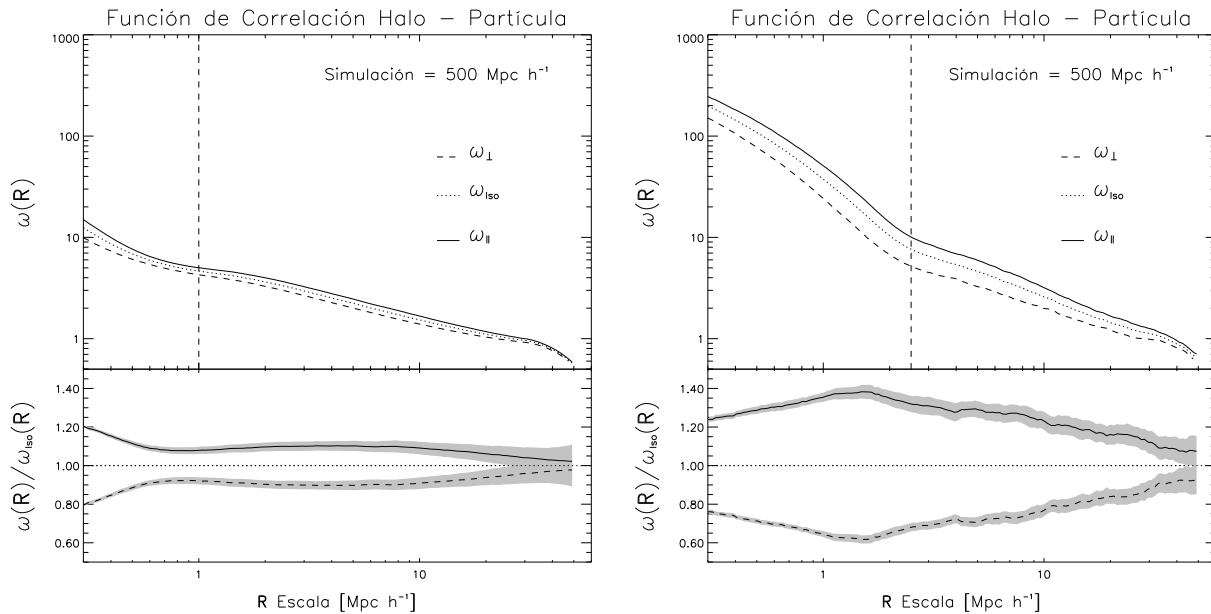 Función de Correlación Halo – Partícula
1000
100
10
1
ω(R)
Simulación = 500 Mpc h⁻¹
ω⊥
ωIso
ω||
1.40
1.20
1.00
0.80
0.60
ω(R)/ωIso(R)
1
10
R Escala [Mpc h⁻¹]
Función de Correlación Halo – Partícula
1000
100
10
1
ω(R)
Simulación = 500 Mpc h⁻¹
ω⊥
ωIso
ω||
1.40
1.20
1.00
0.80
0.60
ω(R)/ωIso(R)
1
10
R Escala [Mpc h⁻¹]